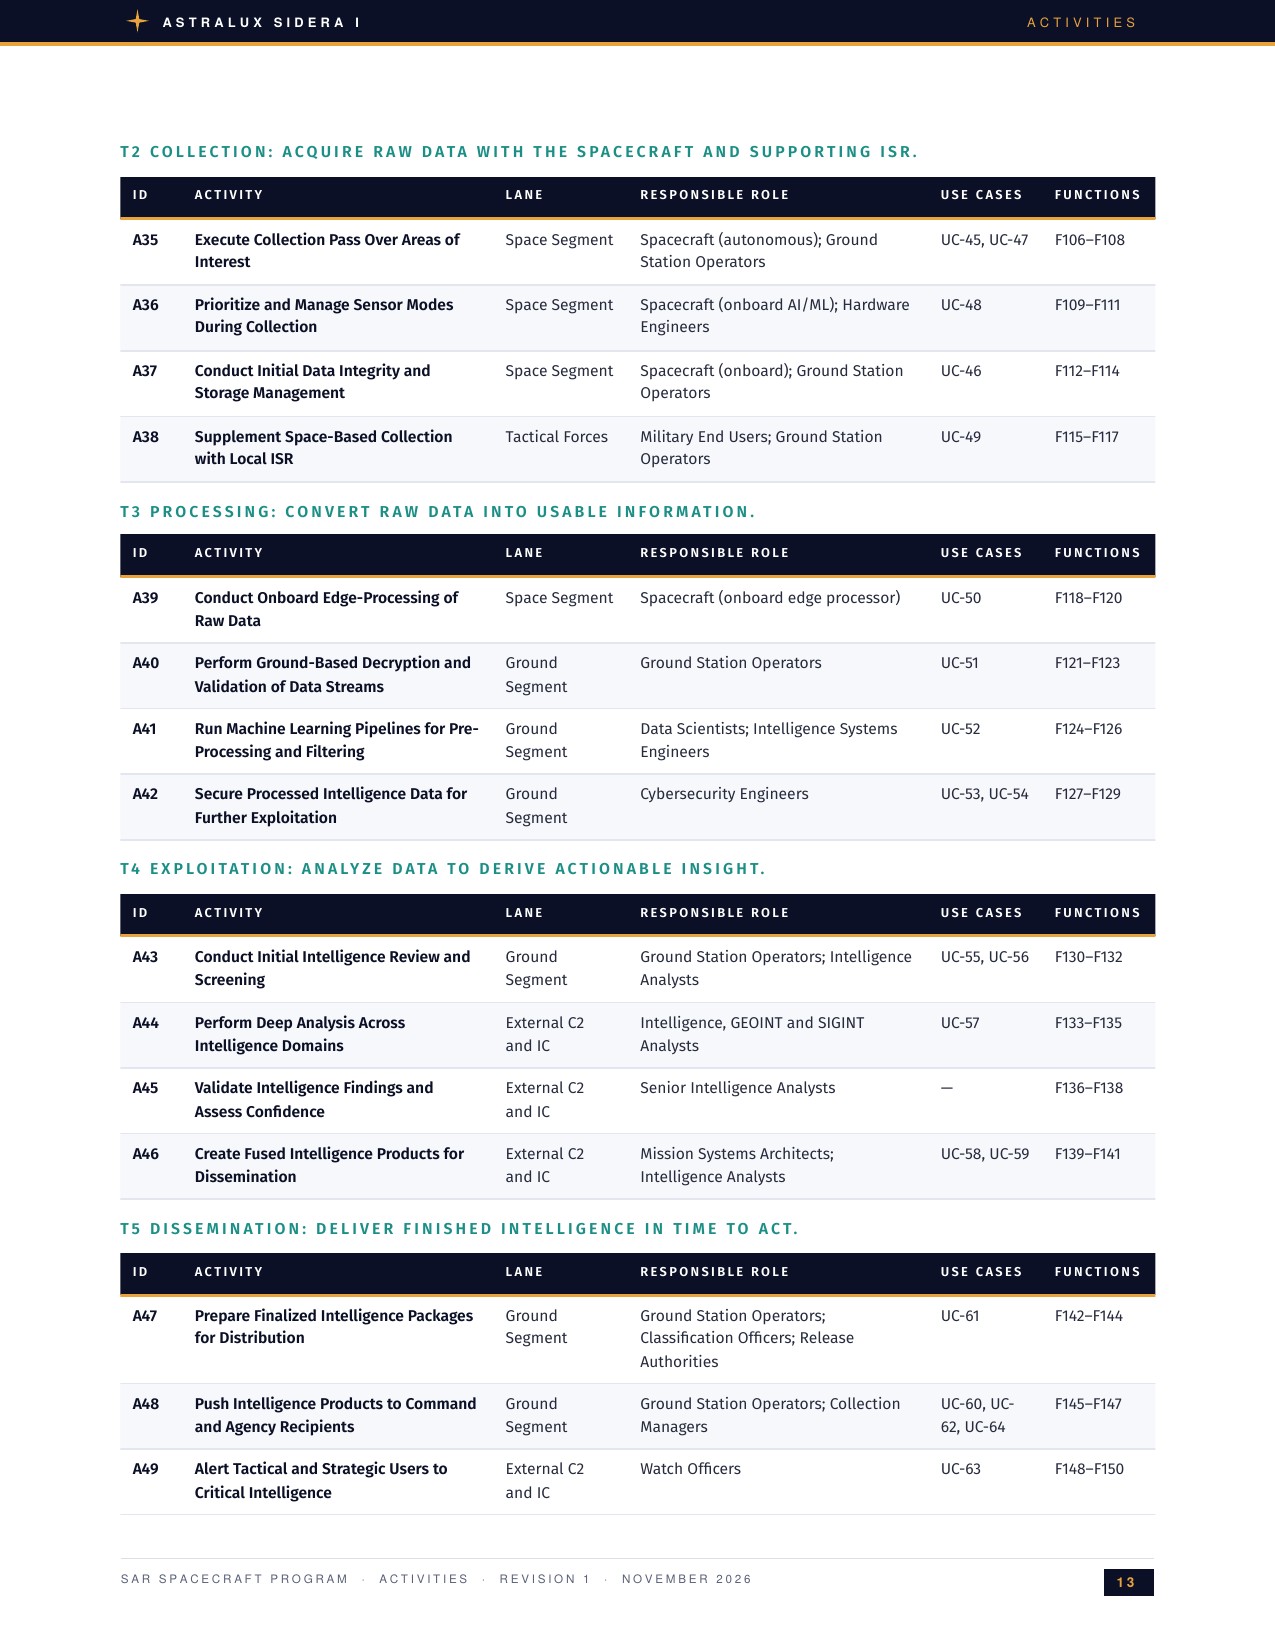 ASTRALUX SIDERA I
ACTIVITIES
T2 COLLECTION: ACQUIRE RAW DATA WITH THE SPACECRAFT AND SUPPORTING ISR.
ID ACTIVITY LANE RESPONSIBLE ROLE USE CASES FUNCTIONS
A35 Execute Collection Pass Over Areas of Space Segment Spacecraft (autonomous); Ground UC-45, UC-47 F106–F108
Interest Station Operators
A36 Prioritize and Manage Sensor Modes Space Segment Spacecraft (onboard AI/ML); Hardware UC-48 F109–F111
During Collection Engineers
A37 Conduct Initial Data Integrity and Space Segment Spacecraft (onboard); Ground Station UC-46 F112–F114
Storage Management Operators
A38 Supplement Space-Based Collection Tactical Forces Military End Users; Ground Station UC-49 F115–F117
with Local ISR Operators
T3 PROCESSING: CONVERT RAW DATA INTO USABLE INFORMATION.
ID ACTIVITY LANE RESPONSIBLE ROLE USE CASES FUNCTIONS
A39 Conduct Onboard Edge-Processing of Space Segment Spacecraft (onboard edge processor) UC-50 F118–F120
Raw Data
A40 Perform Ground-Based Decryption and Ground Ground Station Operators UC-51 F121–F123
Validation of Data Streams Segment
A41 Run Machine Learning Pipelines for Pre- Ground Data Scientists; Intelligence Systems UC-52 F124–F126
Processing and Filtering Segment Engineers
A42 Secure Processed Intelligence Data for Ground Cybersecurity Engineers UC-53, UC-54 F127–F129
Further Exploitation Segment
T4 EXPLOITATION: ANALYZE DATA TO DERIVE ACTIONABLE INSIGHT.
ID ACTIVITY LANE RESPONSIBLE ROLE USE CASES FUNCTIONS
A43 Conduct Initial Intelligence Review and Ground Ground Station Operators; Intelligence UC-55, UC-56 F130–F132
Screening Segment Analysts
A44 Perform Deep Analysis Across External C2 Intelligence, GEOINT and SIGINT UC-57 F133–F135
Intelligence Domains and IC Analysts
A45 Validate Intelligence Findings and External C2 Senior Intelligence Analysts — F136–F138
Assess Confidence and IC
A46 Create Fused Intelligence Products for External C2 Mission Systems Architects; UC-58, UC-59 F139–F141
Dissemination and IC Intelligence Analysts
T5 DISSEMINATION: DELIVER FINISHED INTELLIGENCE IN TIME TO ACT.
ID ACTIVITY LANE RESPONSIBLE ROLE USE CASES FUNCTIONS
A47 Prepare Finalized Intelligence Packages Ground Ground Station Operators; UC-61 F142–F144
for Distribution Segment Classification Officers; Release
Authorities
A48 Push Intelligence Products to Command Ground Ground Station Operators; Collection UC-60, UC- F145–F147
and Agency Recipients Segment Managers 62, UC-64
A49 Alert Tactical and Strategic Users to External C2 Watch Officers UC-63 F148–F150
Critical Intelligence and IC
SAR SPACECRAFT PROGRAM · ACTIVITIES · REVISION 1 · NOVEMBER 2026
13